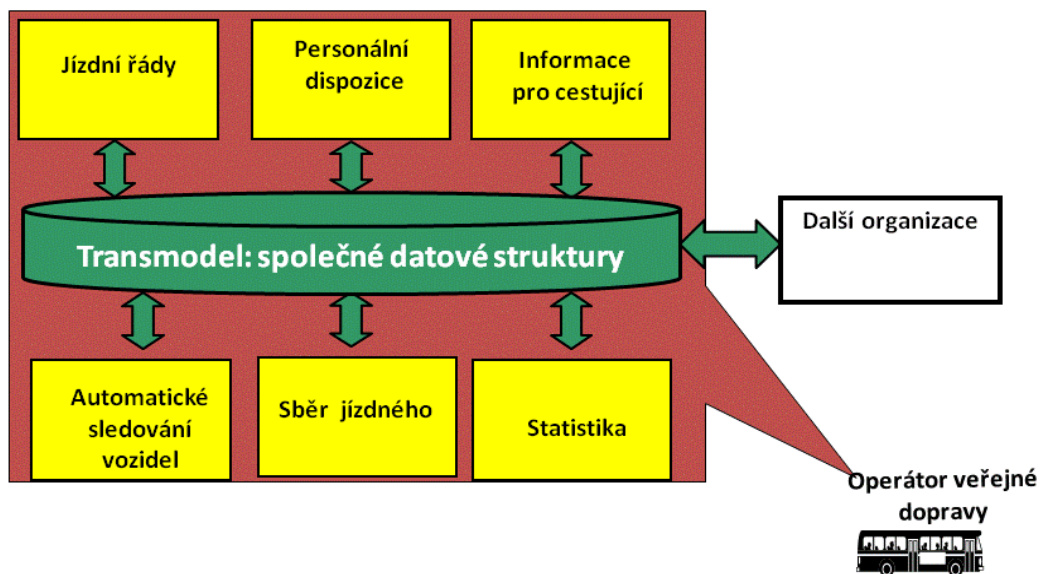 Jízdní řády
Personální
dispozice
Informace
pro cestující
Transmodel: společné datové struktury
Další organizace
Automatické
sledování
vozidel
Sběr jízdného
Statistika
Operátor veřejné
dopravy